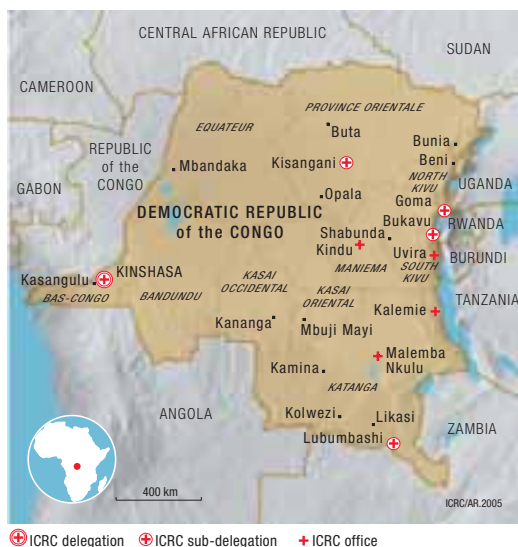 CENTRAL AFRICAN REPUBLIC
SUDAN
CAMEROON
PROVINCE ORIENTALE
EQUATEUR
Buta
REPUBLIC
of the
CONGO
Bunia
Mbandaka
Kisangani
Beni
NORTH
KIVU
UGANDA
GABON
Opala
Goma
DEMOCRATIC REPUBLIC
of the CONGO
Bukavu
RWANDA
Shabunda
Kindu
Uvira
BURUNDI
MANIEMA
SOUTH
KIVU
KINSHASA
Kasangulu
BAS-CONGO
BANDUNDU
KASAI
OCCIDENTAL
KASAI
ORIENTAL
TANZANIA
Kalemie
Kananga
Mbuji Mayi
Malemba
Nkulu
Kamina
KATANGA
ANGOLA
Kolwezi
Likasi
ZAMBIA
Lubumbashi
400 km
ICRC/AR.2005
ICRC delegation ICRC sub-delegation ICRC office